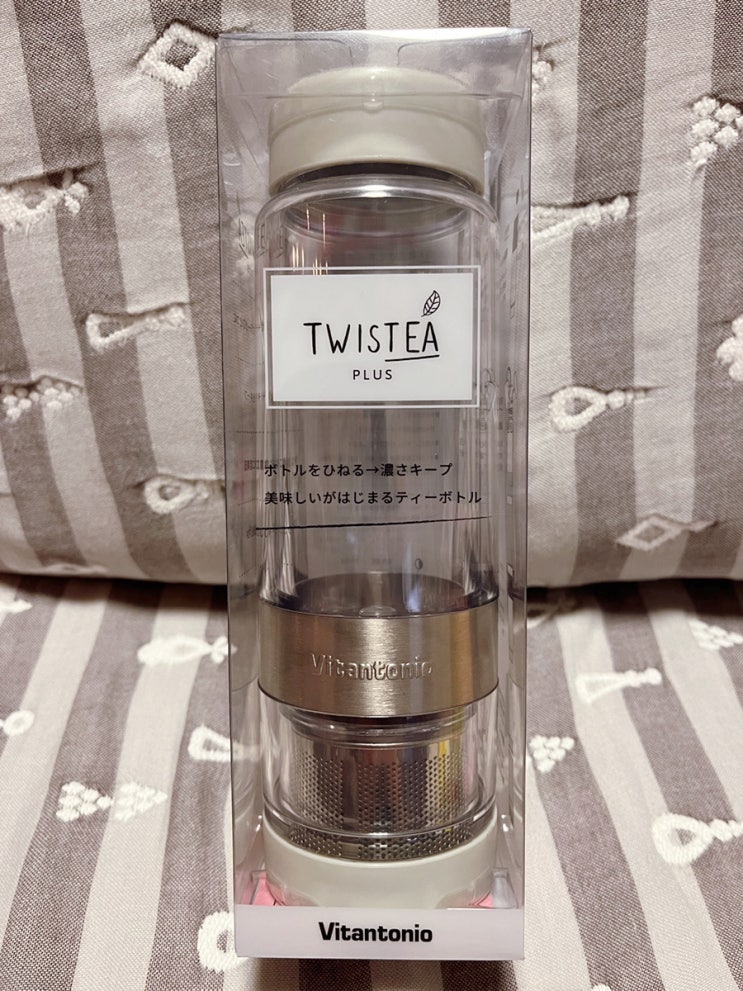 TWISTEA
PLUS
ボトルをひねる→濃さキープ
美味しいがはじまるティーボトル
Vitantonio
Vitantonio